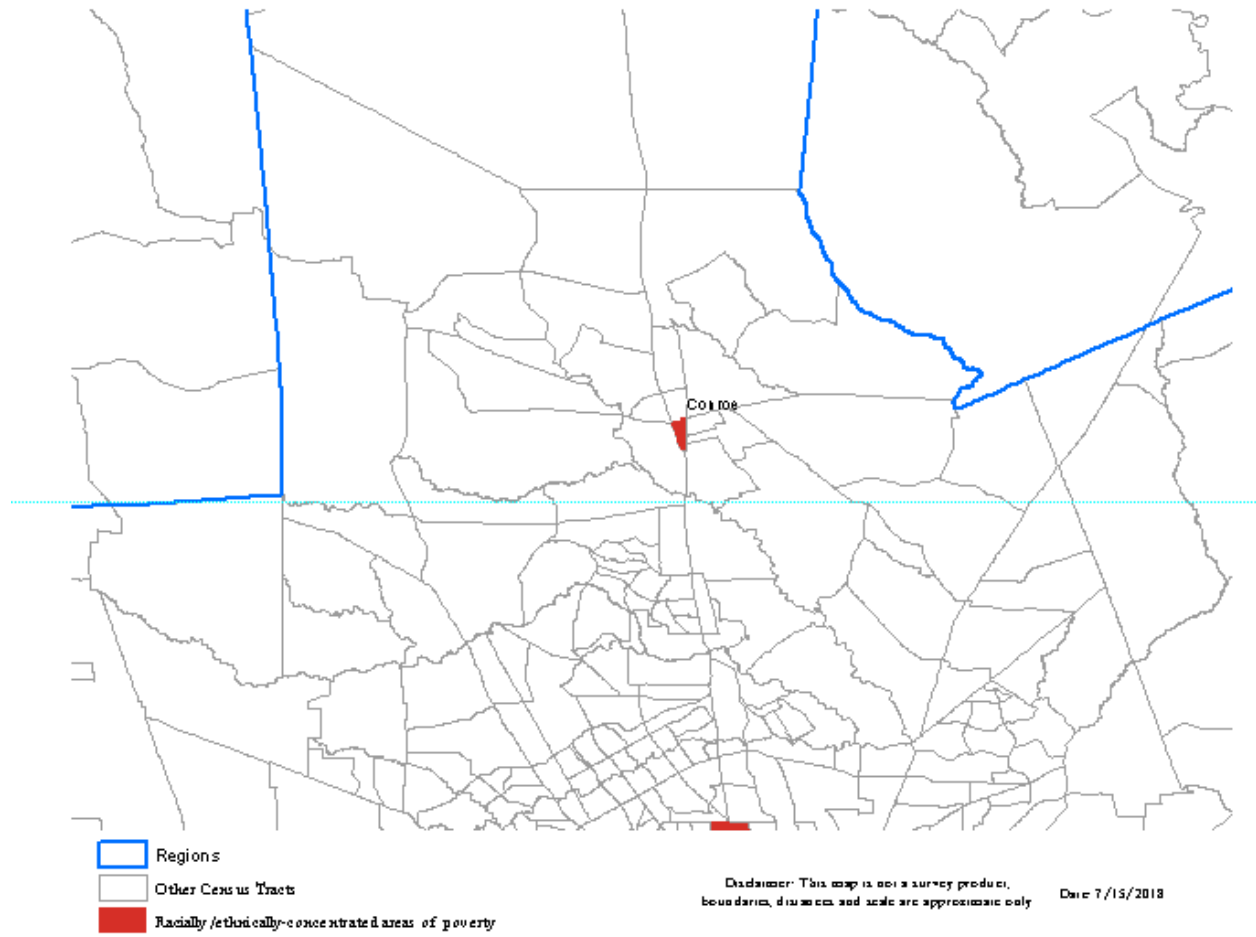 Conroe
Regions
Other Census Tracts
Racially/ethnically-concentrated areas of poverty
Disclaimer: This map is not a survey product,
boundaries, distances and scale are approximate only
Date 7/15/2018